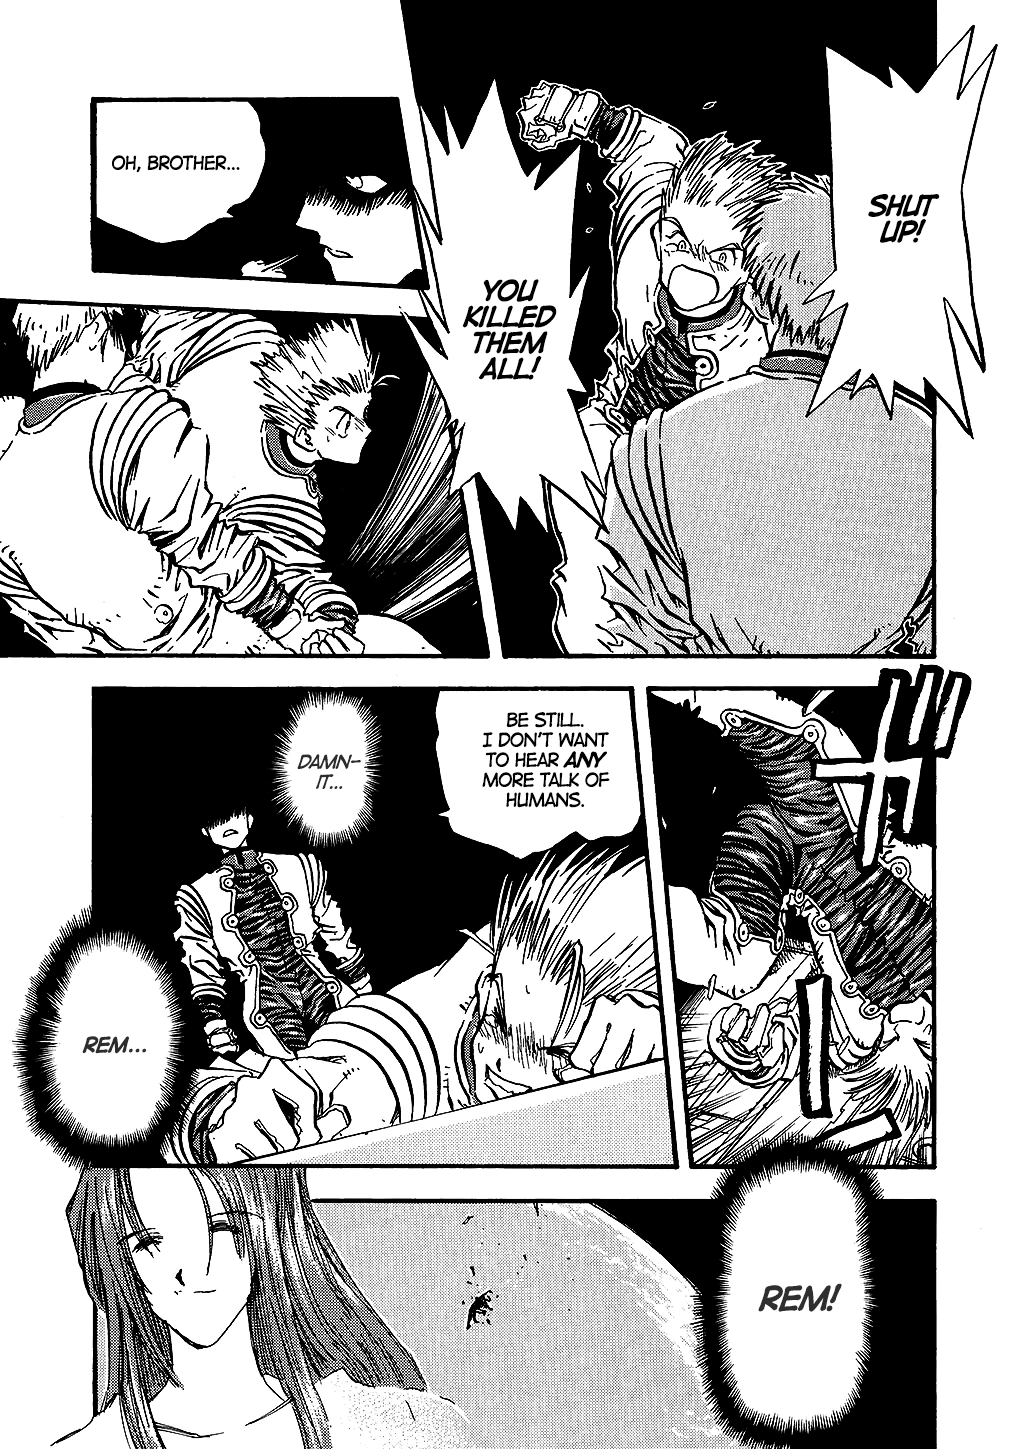 SHUT
UP!
YOU
KILLED
THEM
ALL!
OH, BROTHER...
BE STILL.
I DON'T WANT
TO HEAR ANY
MORE TALK OF
HUMANS.
DAMN-
IT...
REM...
REM!